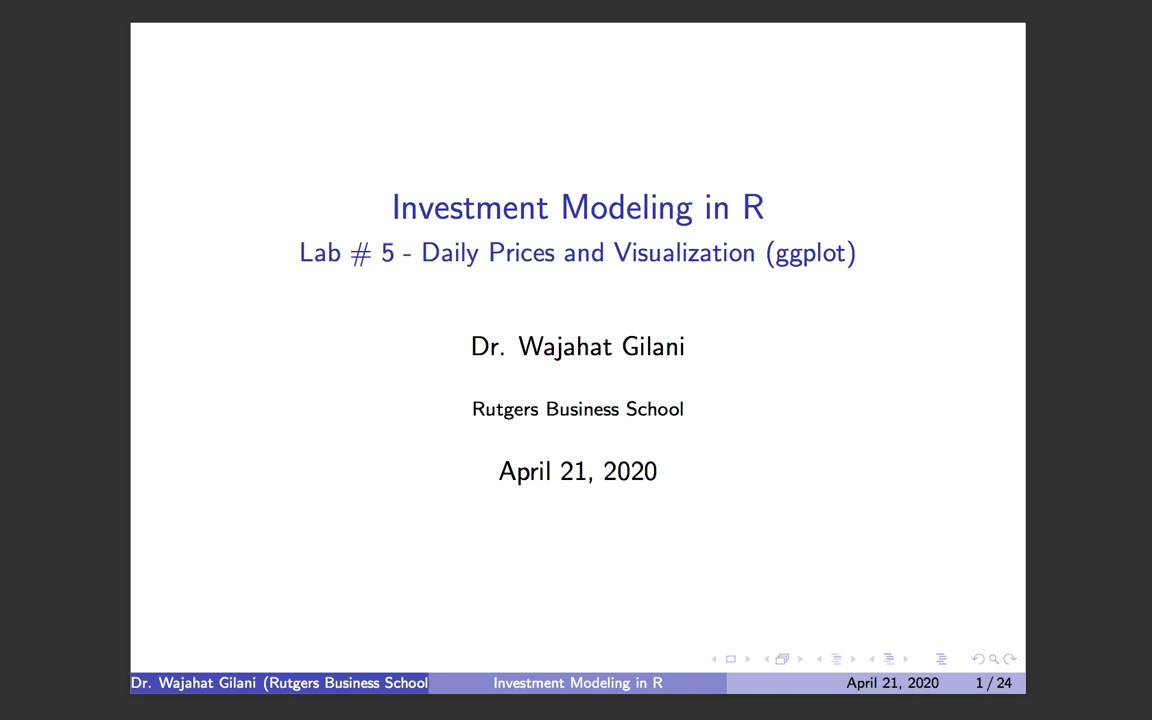 Investment Modeling in R
Lab # 5 - Daily Prices and Visualization (ggplot)
Dr. Wajahat Gilani
Rutgers Business School
April 21, 2020
Dr. Wajahat Gilani (Rutgers Business School
Investment Modeling in R
April 21, 2020
1 / 24